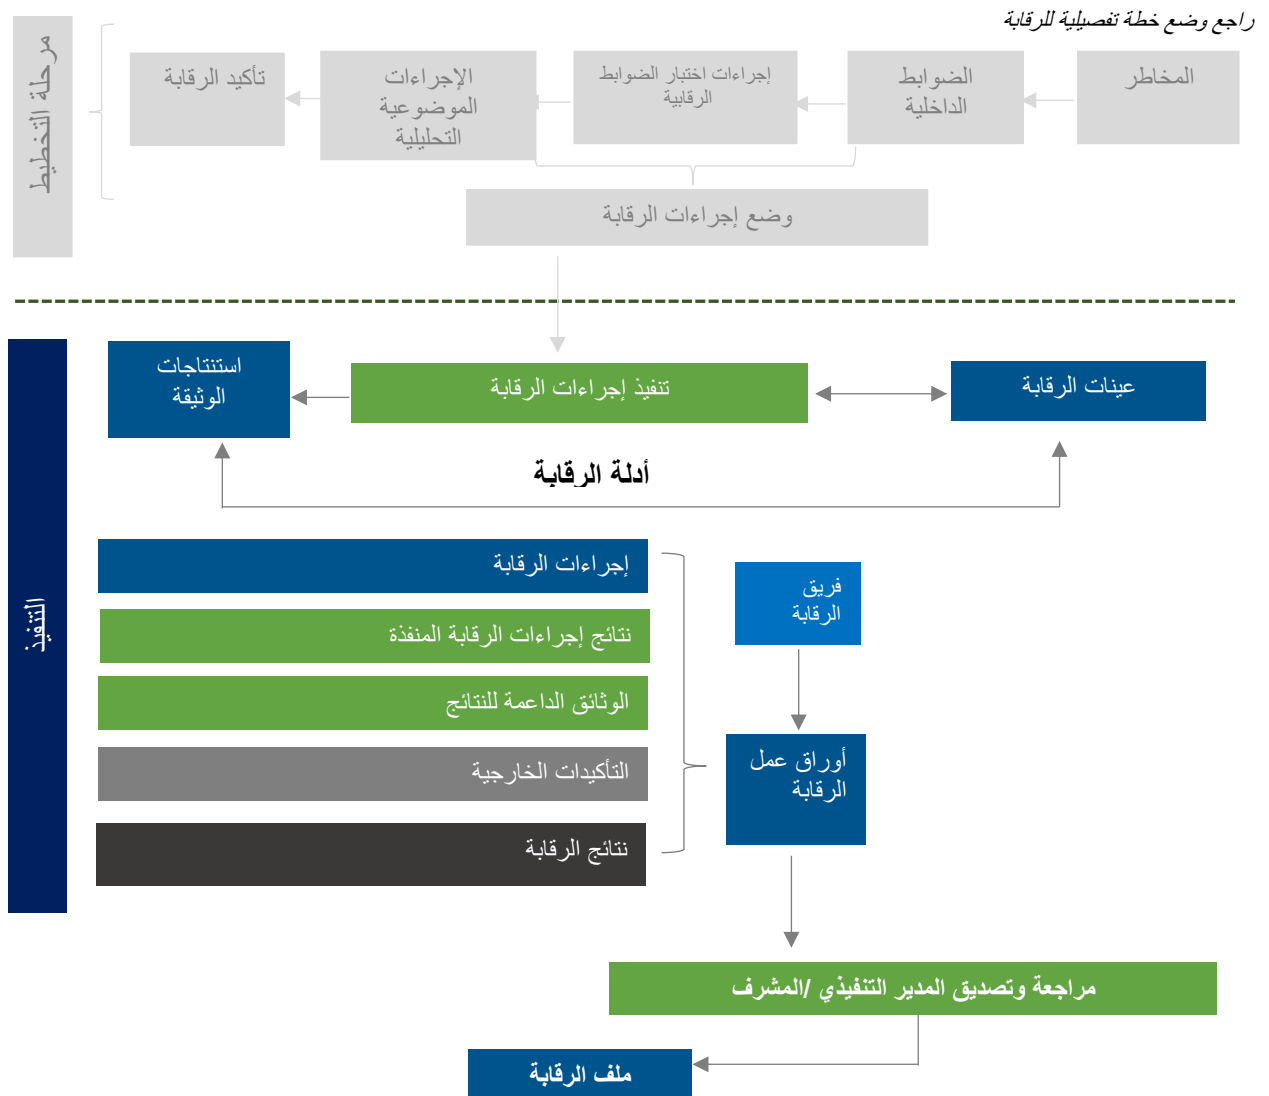 راجع وضع خطة تفصيلية للرقابة
مرحلة التخطيط
المخاطر
الضوابط
الداخلية
إجراءات اختبار الضوابط
الرقابية
الإجراءات
الموضوعية
التحليلية
تأكيد الرقابة
وضع إجراءات الرقابة
التنفيذ
عينات الرقابة
تنفيذ إجراءات الرقابة
استنتاجات
الوثيقة
أدلة الرقابة
إجراءات الرقابة
نتائج إجراءات الرقابة المنفذة
الوثائق الداعمة للنتائج
التأكيدات الخارجية
نتائج الرقابة
فريق
الرقابة
أوراق عمل
الرقابة
مراجعة وتصديق المدير التنفيذي /المشرف
ملف الرقابة